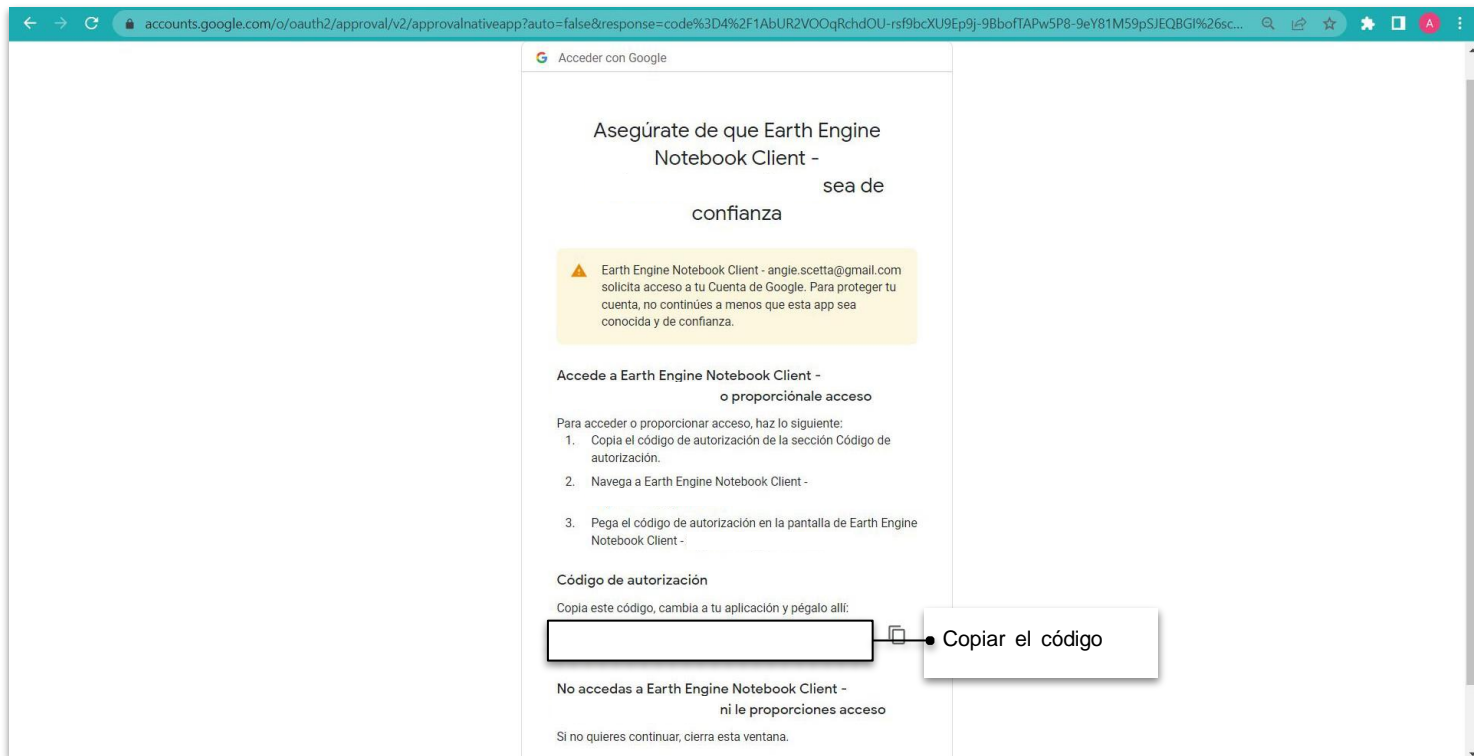 accounts.google.com/o/oauth2/approval/v2/approvalnativeapp?auto=false&response=code%3D4%2F1AbUR2VOOqRchdOU-rsf9bcXU9Ep9j-9BbofTAPw5P8-9eY81M59pSJEQBGI%26sc...
A
G Acceder con Google
Asegúrate de que Earth Engine
Notebook Client -
sea de
confianza
Earth Engine Notebook Client - angie.scetta@gmail.com
solicita acceso a tu Cuenta de Google. Para proteger tu
cuenta, no continúes a menos que esta app sea
conocida y de confianza.
Accede a Earth Engine Notebook Client -
o proporciónale acceso
Para acceder o proporcionar acceso, haz lo siguiente:
1. Copia el código de autorización de la sección Código de
autorización.
2. Navega a Earth Engine Notebook Client -
3. Pega el código de autorización en la pantalla de Earth Engine
Notebook Client -
Código de autorización
Copia este código, cambia a tu aplicación y pégalo allí:
Copiar el código
No accedas a Earth Engine Notebook Client -
ni le proporciones acceso
Si no quieres continuar, cierra esta ventana.